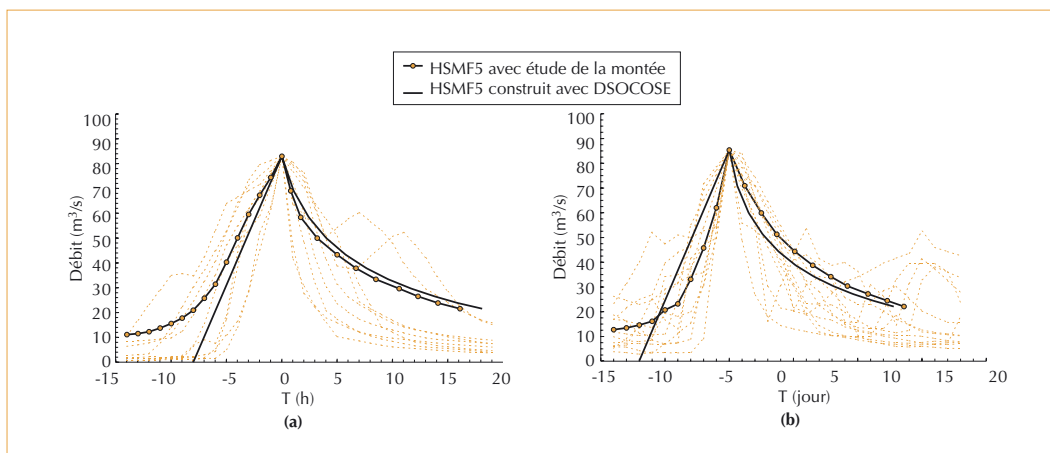 HSMF5 avec étude de la montée
HSMF5 construit avec DSOCOSE
100
90
80
70
60
50
40
30
20
10
0
Débit (m³/s)
-15 -10 -5 0 5 10 15 20
T (h)
(a)
100
90
80
70
60
50
40
30
20
10
0
Débit (m³/s)
-15 -10 -5 0 5 10 15 20
T (jour)
(b)